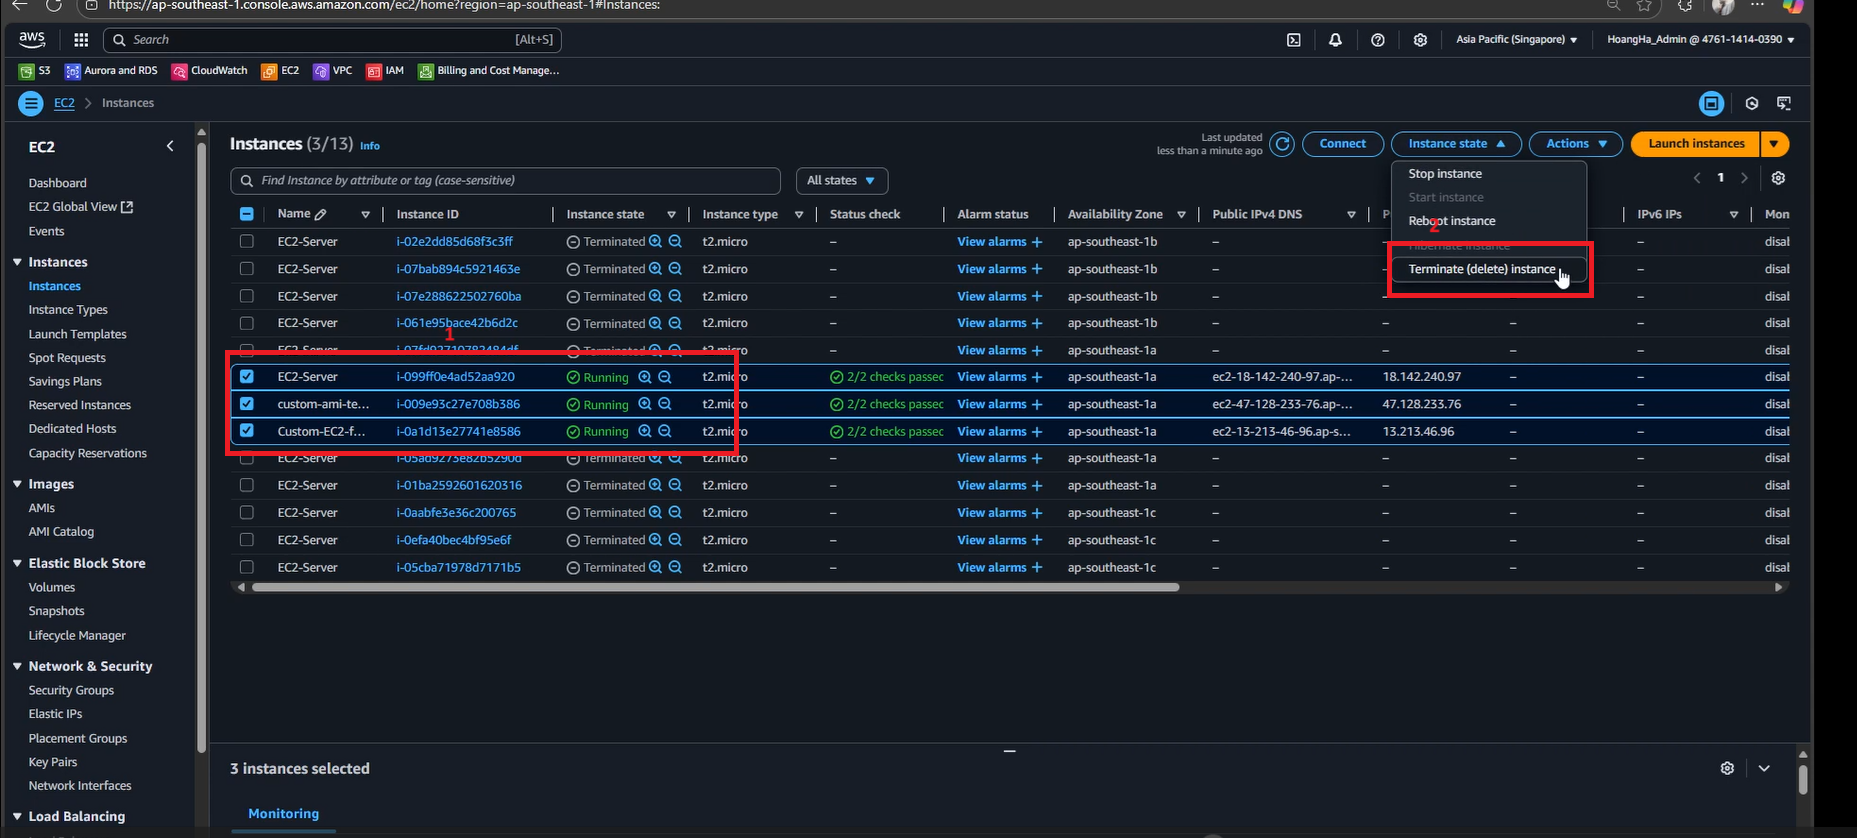 https://ap-southeast-1.console.aws.amazon.com/ec2/home?region=ap-southeast-1#Instances:
aws Search [Alt+S] Asia Pacific (Singapore) HoangHa_Admin @ 4761-1414-0390
S3 Aurora and RDS CloudWatch EC2 VPC IAM Billing and Cost Manage...
EC2 > Instances
EC2
Dashboard
EC2 Global View
Events
Instances
Instances
Instance Types
Launch Templates
Spot Requests
Savings Plans
Reserved Instances
Dedicated Hosts
Capacity Reservations
Images
AMIs
AMI Catalog
Elastic Block Store
Volumes
Snapshots
Lifecycle Manager
Network & Security
Security Groups
Elastic IPs
Placement Groups
Key Pairs
Network Interfaces
Load Balancing
Instances (3/13) Info
Last updated
less than a minute ago
Connect Instance state Actions Launch instances
Find Instance by attribute or tag (case-sensitive) All states
1
Stop instance
Start instance
Reboot instance
2
Hibernate instance
Terminate (delete) instance
Name Instance ID Instance state Instance type Status check Alarm status Availability Zone Public IPv4 DNS IPv6 IPs Mon
EC2-Server i-02e2dd85d68f3c3ff Terminated t2.micro – View alarms + ap-southeast-1b – – disal
EC2-Server i-07bab894c5921463e Terminated t2.micro – View alarms + ap-southeast-1b – – disal
EC2-Server i-07e288622502760ba Terminated t2.micro – View alarms + ap-southeast-1b – – disal
EC2-Server i-061e95bace42b6d2c Terminated t2.micro – View alarms + ap-southeast-1b – – – – disal
1
EC2-Server Terminated t2.micro – View alarms + ap-southeast-1a – – – – disal
EC2-Server i-099ff0e4ad52aa920 Running t2.micro 2/2 checks passec View alarms + ap-southeast-1a ec2-18-142-240-97.ap-... 18.142.240.97 – – disal
custom-ami-te... i-009e93c27e708b386 Running t2.micro 2/2 checks passec View alarms + ap-southeast-1a ec2-47-128-233-76.ap-... 47.128.233.76 – – disal
Custom-EC2-f... i-0a1d13e27741e8586 Running t2.micro 2/2 checks passec View alarms + ap-southeast-1a ec2-13-213-46-96.ap-s... 13.213.46.96 – – disal
EC2-Server i-05ad9273e82b5290d Terminated t2.micro – View alarms + ap-southeast-1a – – – – disal
EC2-Server i-01ba2592601620316 Terminated t2.micro – View alarms + ap-southeast-1a – – – – disal
EC2-Server i-0aabfe3e36c200765 Terminated t2.micro – View alarms + ap-southeast-1c – – – – disal
EC2-Server i-0efa40bec4bf95e6f Terminated t2.micro – View alarms + ap-southeast-1c – – – – disal
EC2-Server i-05cba71978d7171b5 Terminated t2.micro – View alarms + ap-southeast-1c – – – – disal
3 instances selected
Monitoring